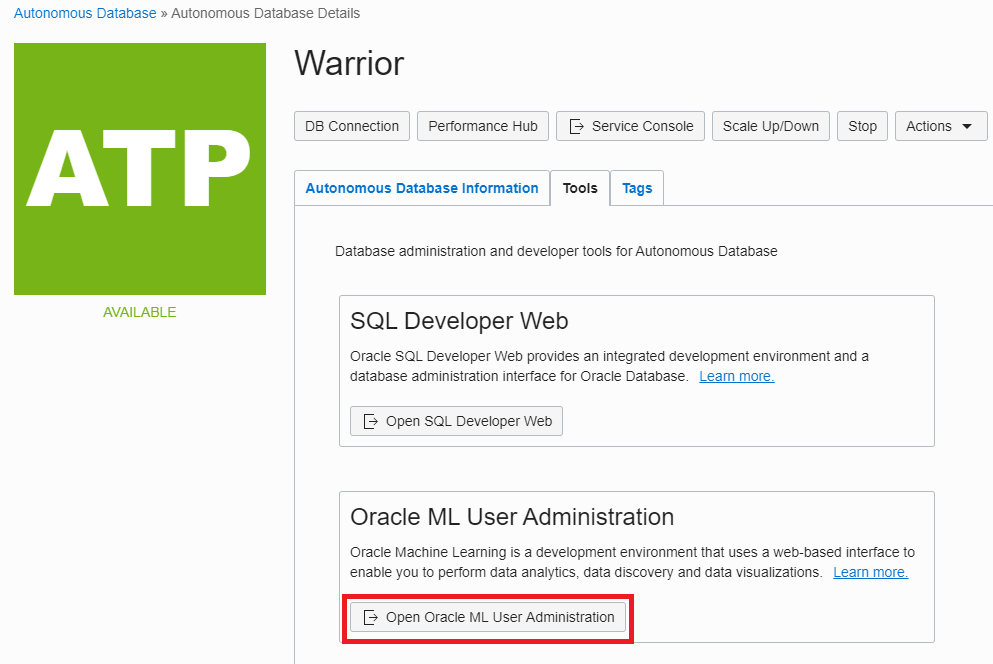 Autonomous Database » Autonomous Database Details
ATP
AVAILABLE
Warrior
DB Connection Performance Hub Service Console Scale Up/Down Stop Actions
Autonomous Database Information Tools Tags
Database administration and developer tools for Autonomous Database
SQL Developer Web
Oracle SQL Developer Web provides an integrated development environment and a
database administration interface for Oracle Database. Learn more.
Open SQL Developer Web
Oracle ML User Administration
Oracle Machine Learning is a development environment that uses a web-based interface to
enable you to perform data analytics, data discovery and data visualizations. Learn more.
Open Oracle ML User Administration